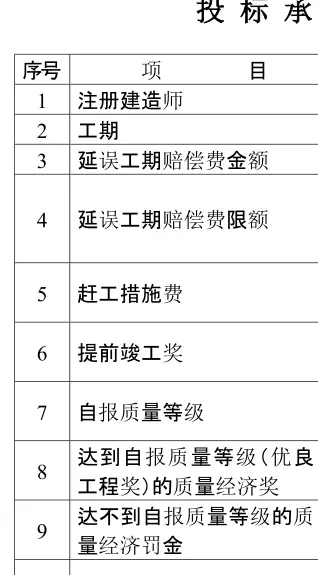 投 标 承
序号 项 目
1 注册建造师
2 工期
3 延误工期赔偿费金额
4 延误工期赔偿费限额
5 赶工措施费
6 提前竣工奖
7 自报质量等级
8 达到自报质量等级(优良
工程奖)的质量经济奖
9 达不到自报质量等级的质
量经济罚金